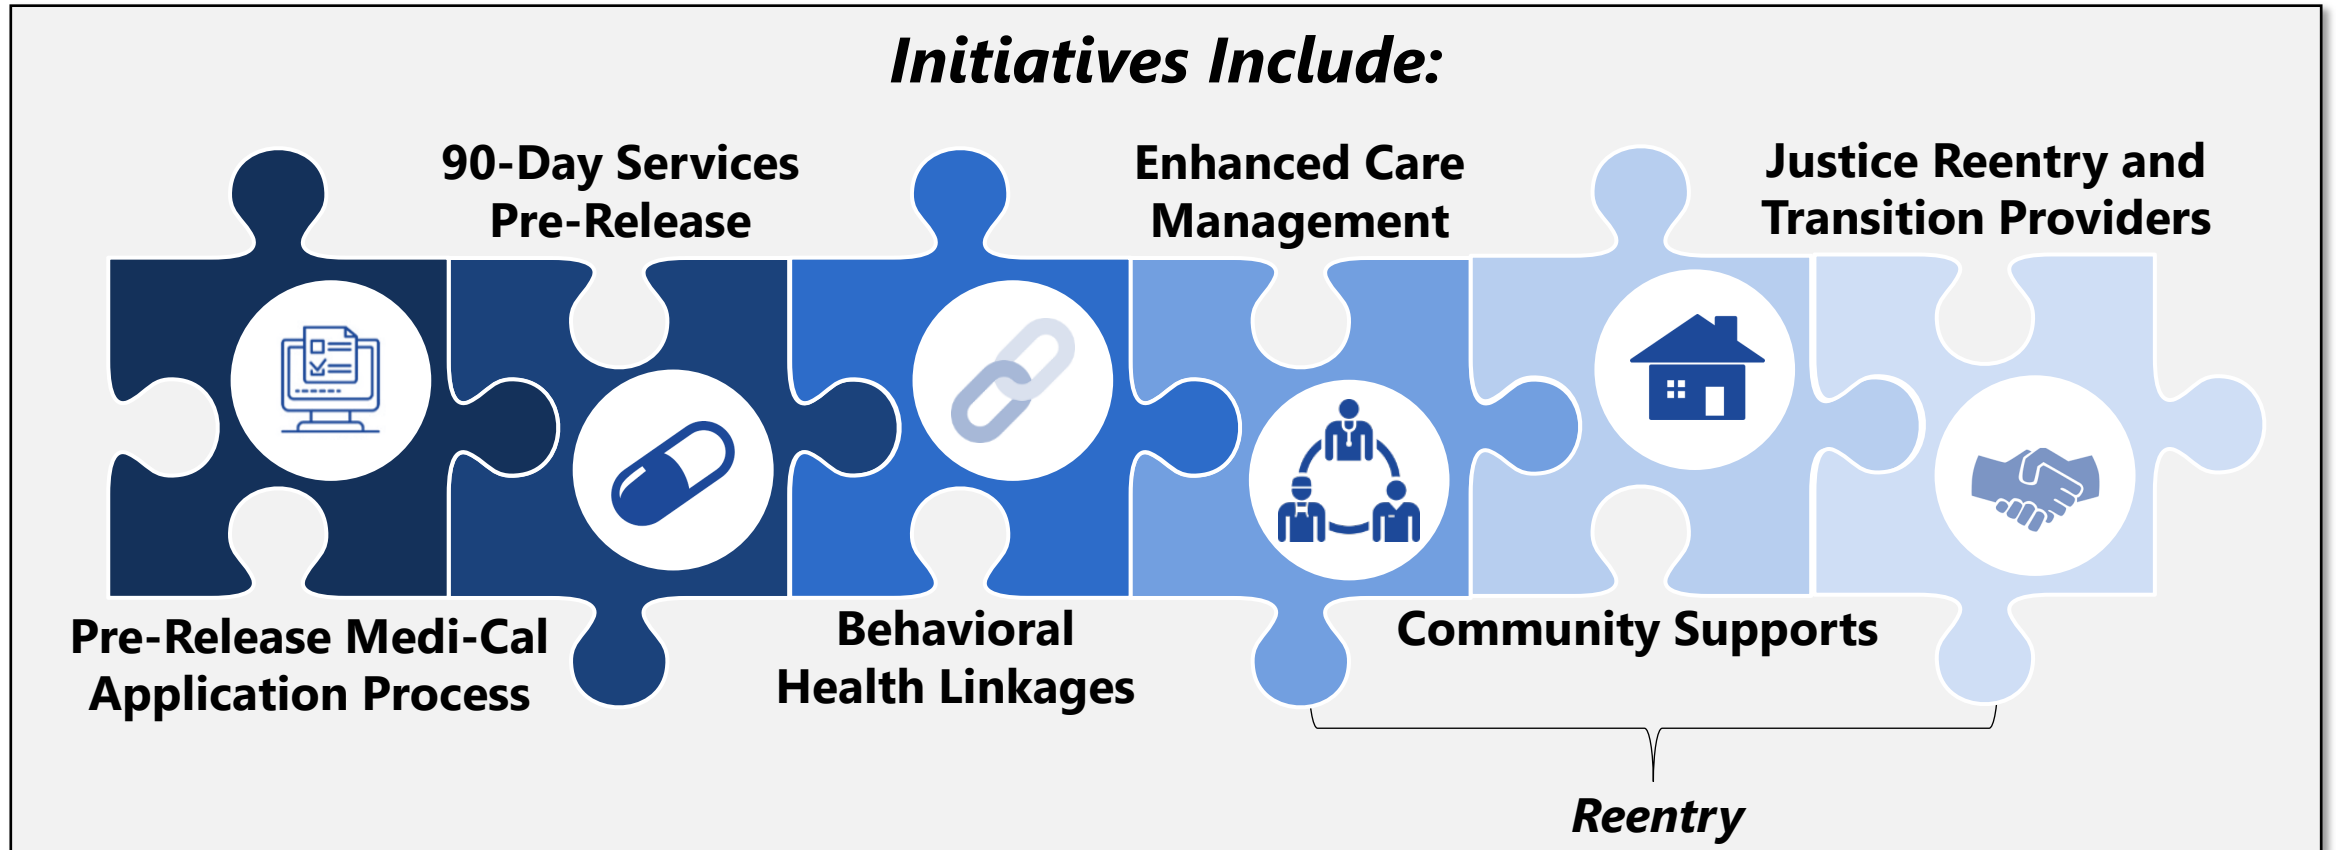 Initiatives Include:
90-Day Services
Pre-Release
Enhanced Care
Management
Justice Reentry and
Transition Providers
Pre-Release Medi-Cal
Application Process
Behavioral
Health Linkages
Community Supports
Reentry